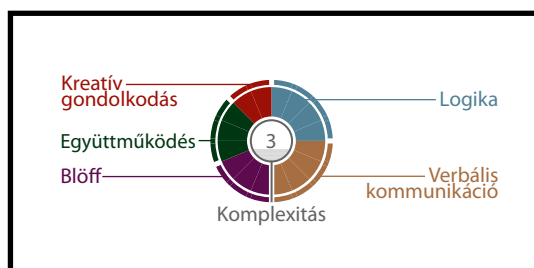 Kreatív
gondolkodás
Logika
Együttműködés
3
Blöff
Verbális
kommunikáció
Komplexitás